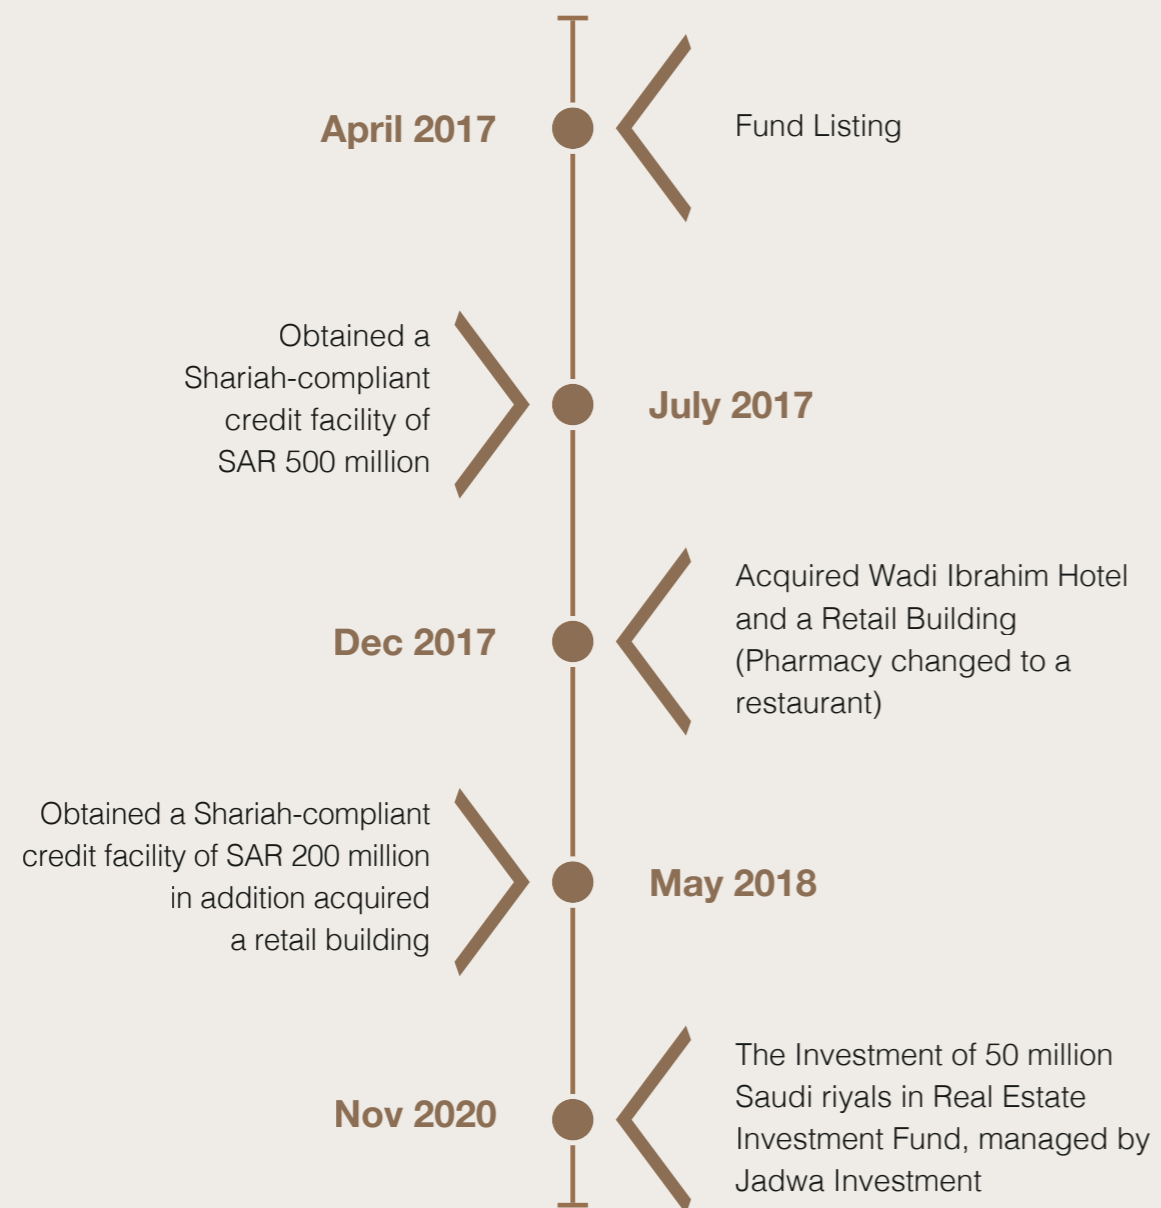 April 2017
Fund Listing
Obtained a
Shariah-compliant
credit facility of
SAR 500 million
July 2017
Dec 2017
Acquired Wadi Ibrahim Hotel
and a Retail Building
(Pharmacy changed to a
restaurant)
Obtained a Shariah-compliant
credit facility of SAR 200 million
in addition acquired
a retail building
May 2018
Nov 2020
The Investment of 50 million
Saudi riyals in Real Estate
Investment Fund, managed by
Jadwa Investment